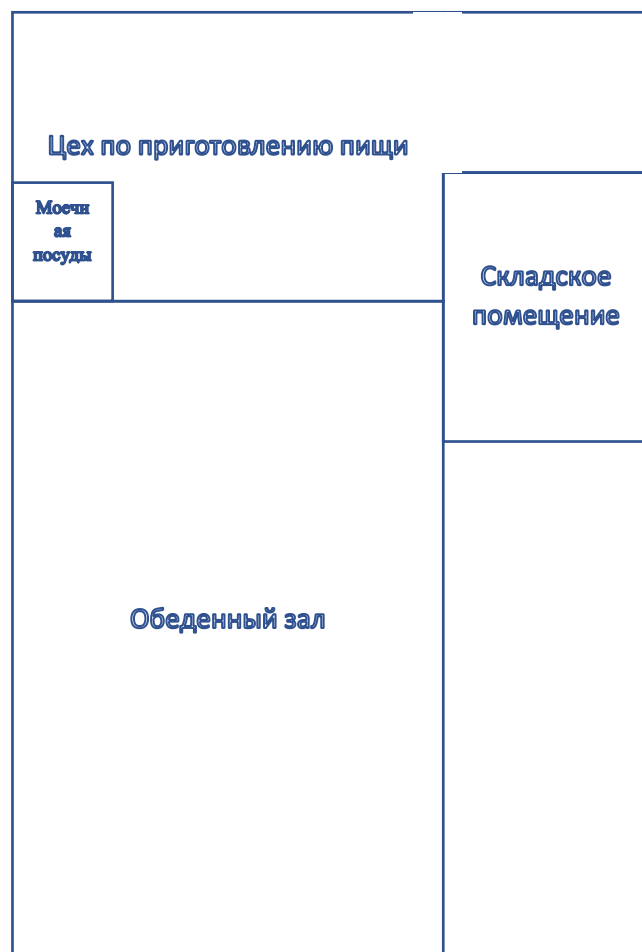 Цех по приготовлению пищи
Моечн
ая
посуды
Складское
помещение
Обеденный зал